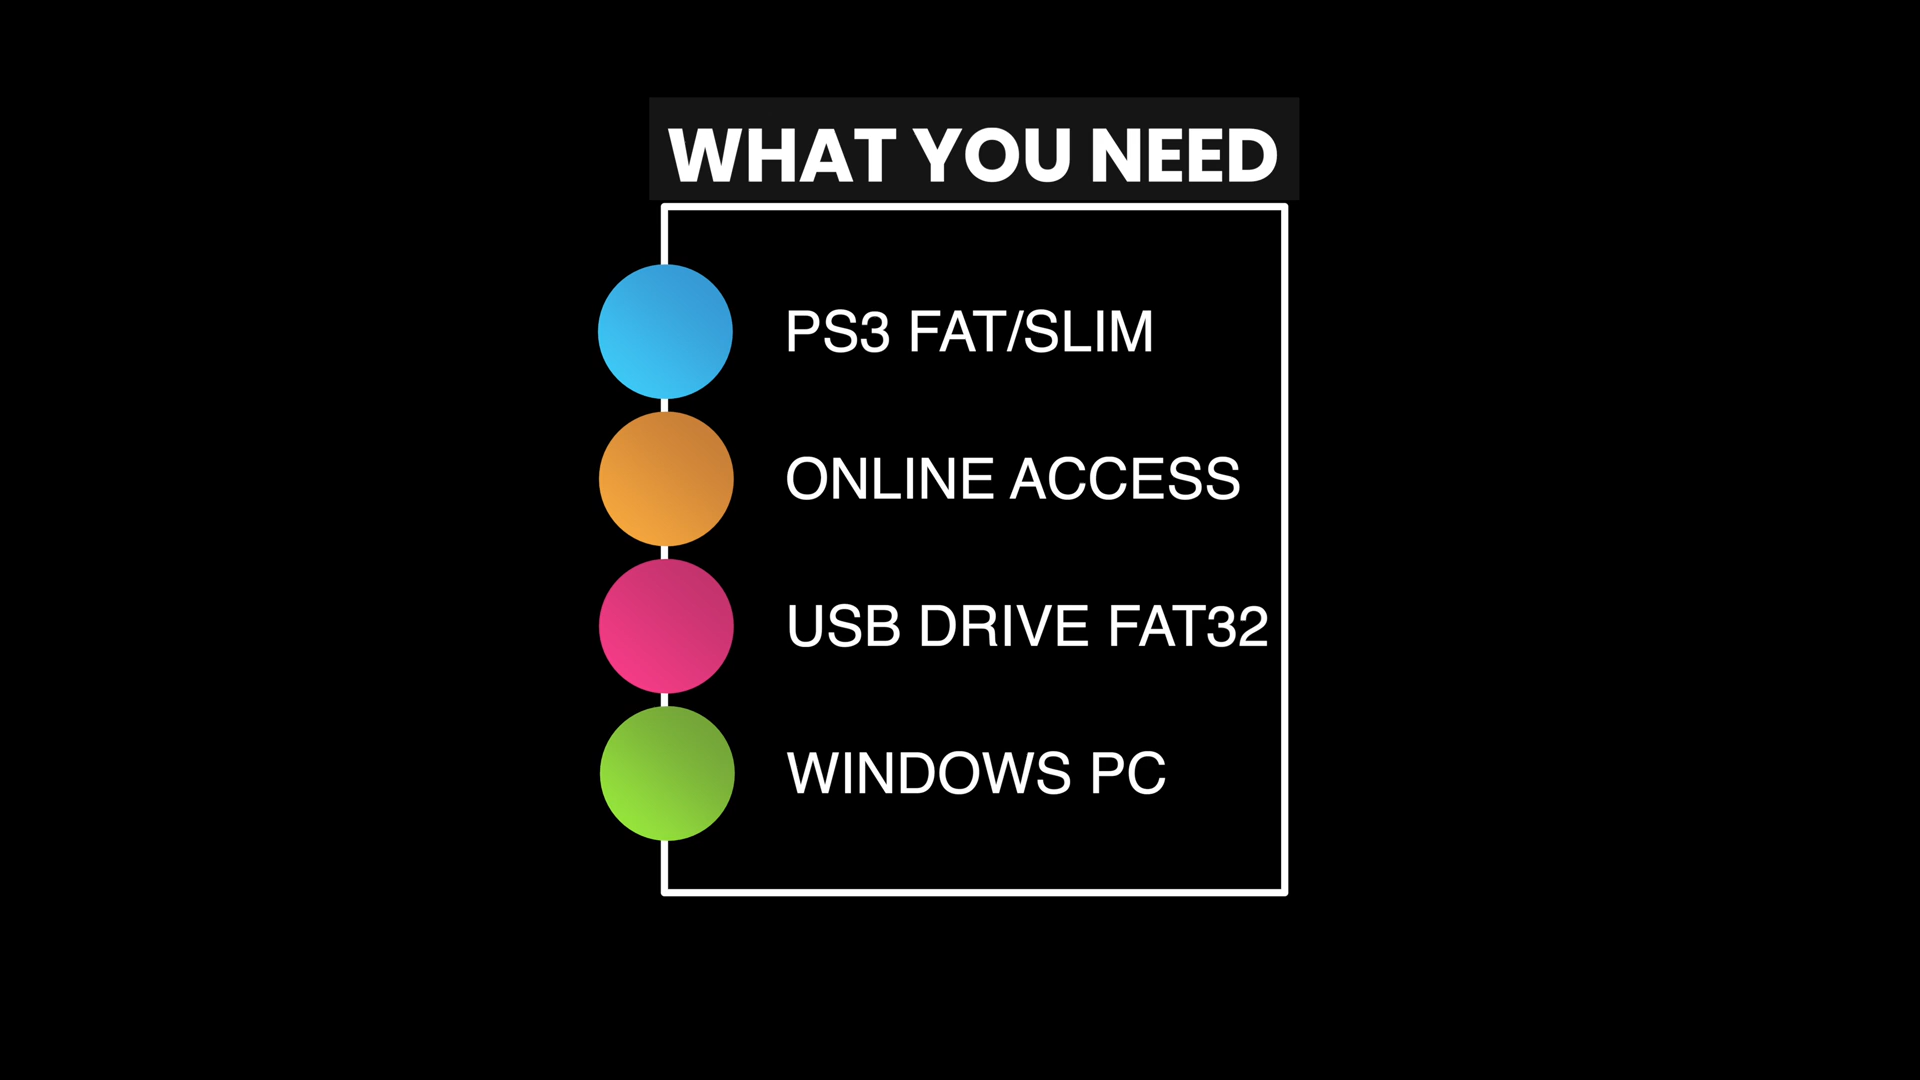 WHAT YOU NEED
PS3 FAT/SLIM
ONLINE ACCESS
USB DRIVE FAT32
WINDOWS PC